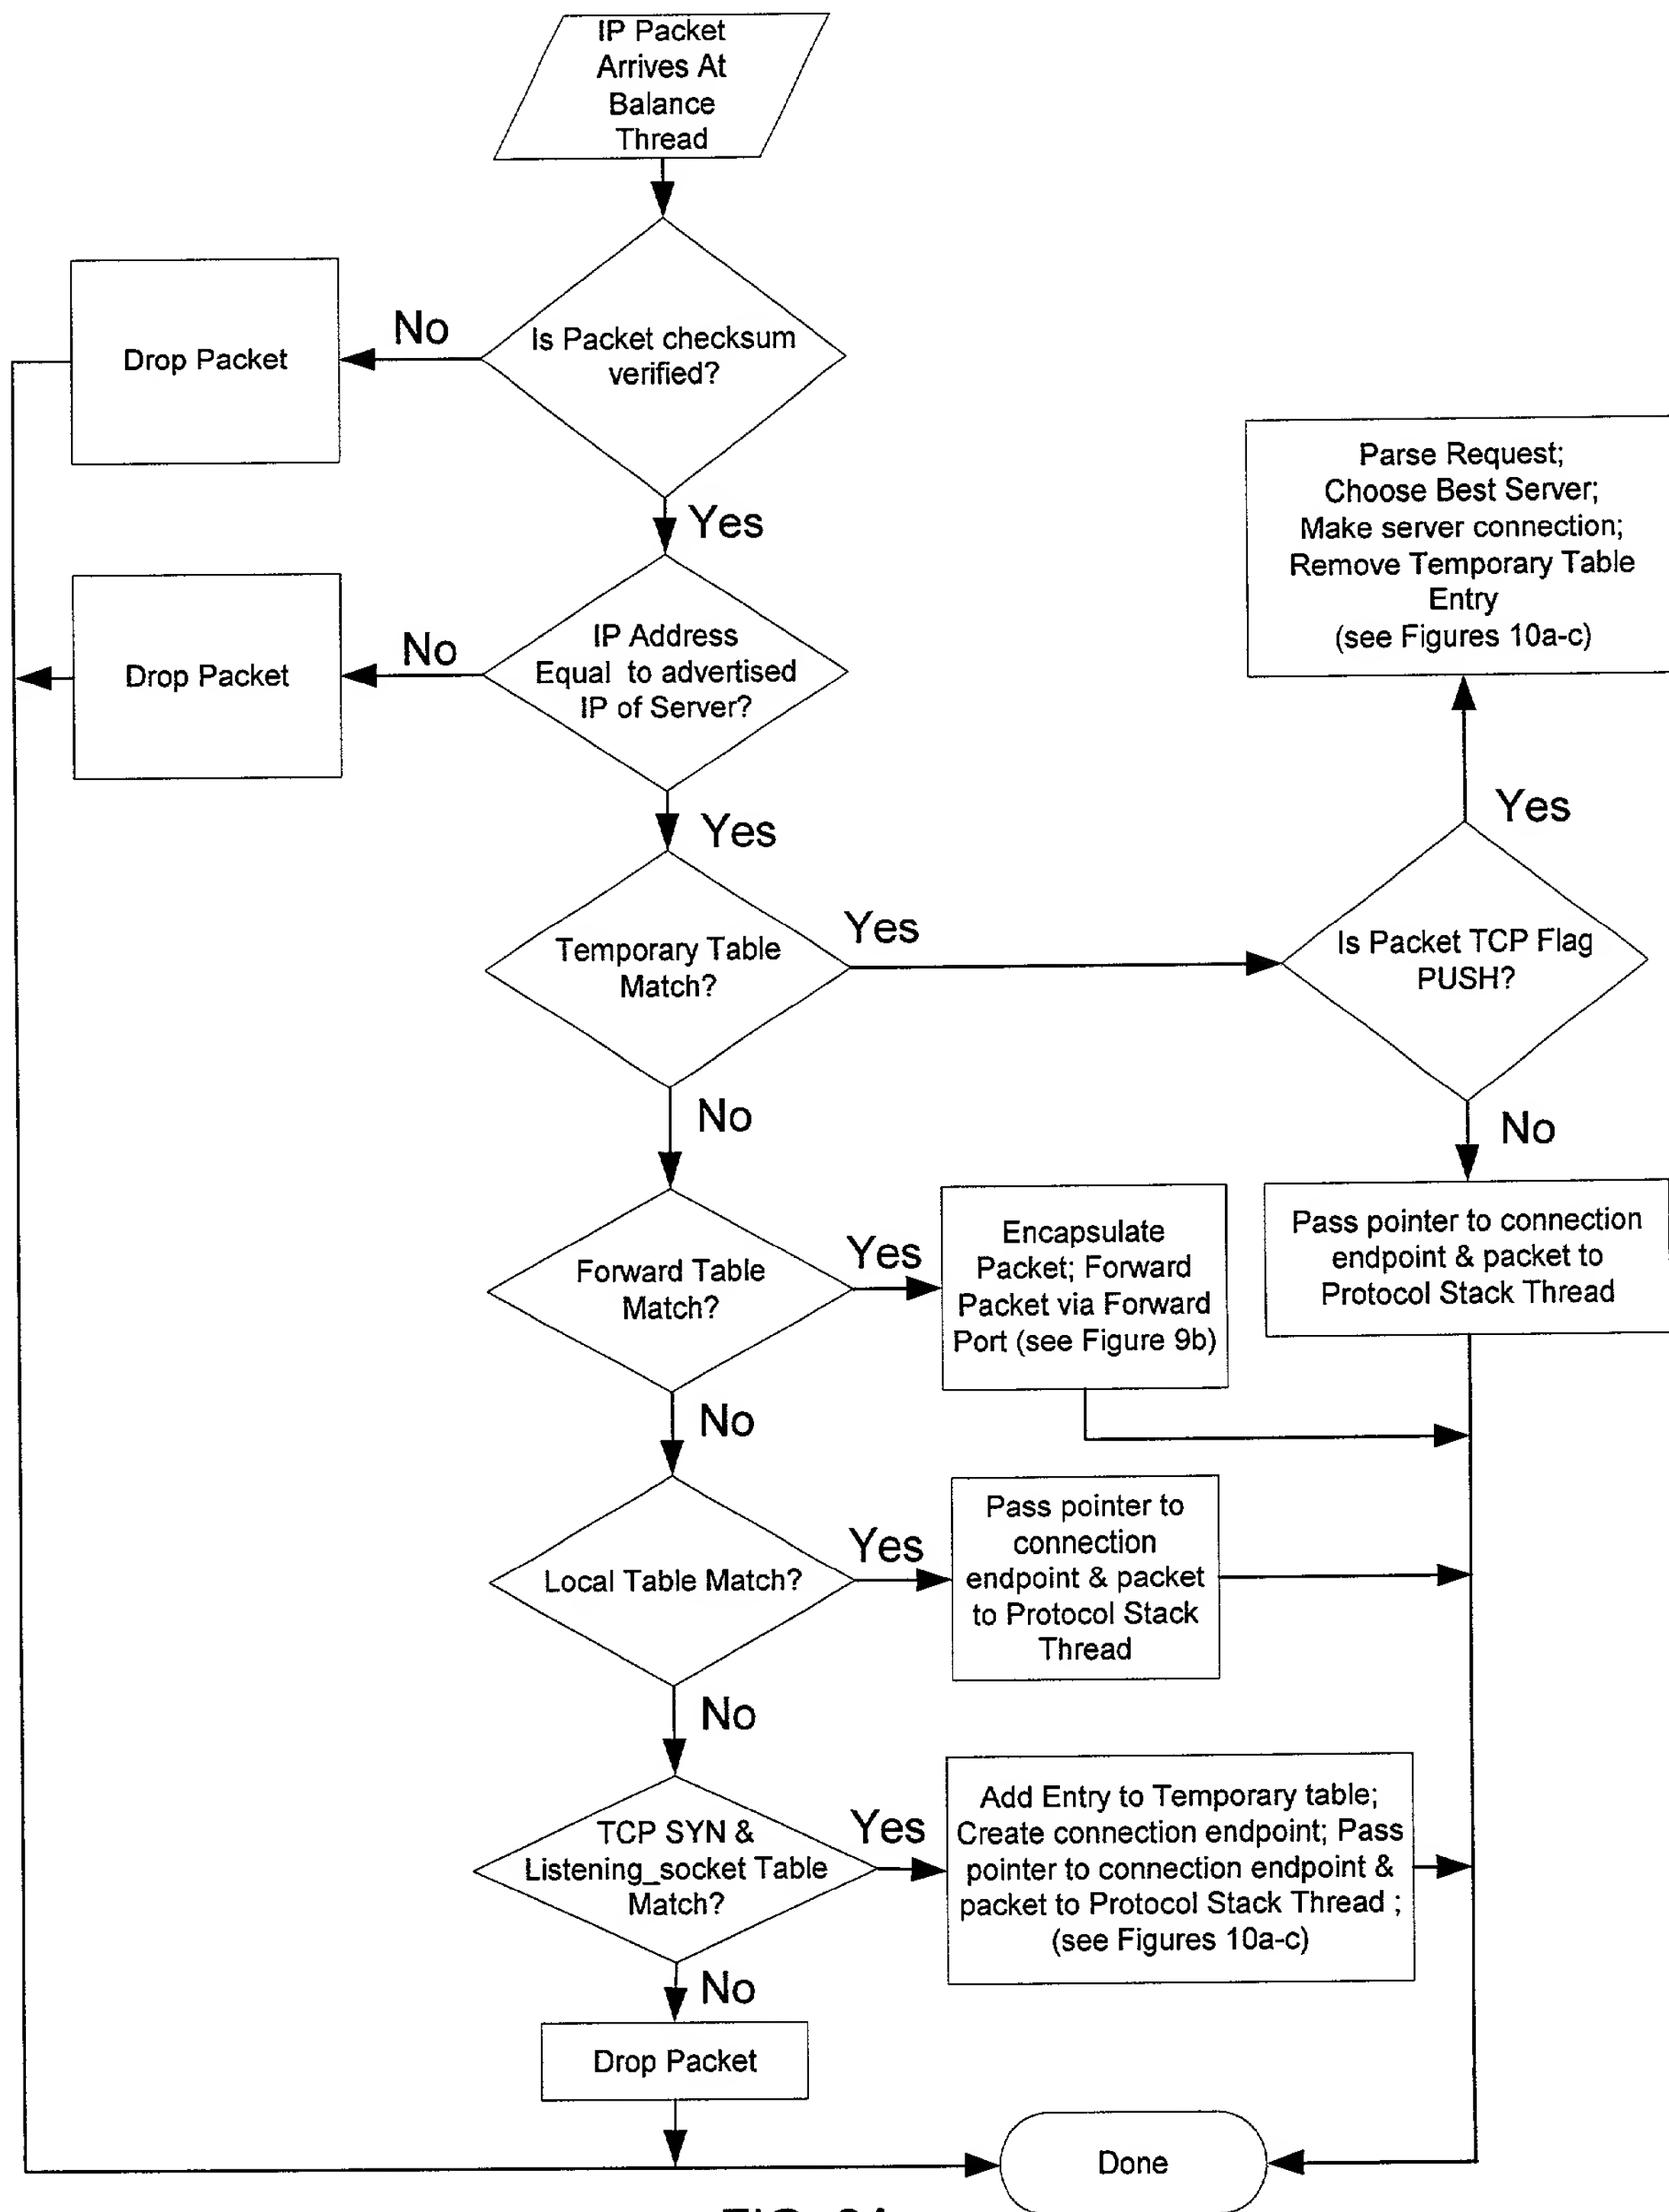 IP Packet
Arrives At
Balance
Thread
Is Packet checksum
verified?
No
Drop Packet
Yes
IP Address
Equal to advertised
IP of Server?
No
Drop Packet
Yes
Temporary Table
Match?
Yes
Is Packet TCP Flag
PUSH?
Yes
Parse Request;
Choose Best Server;
Make server connection;
Remove Temporary Table
Entry
(see Figures 10a-c)
No
Pass pointer to connection
endpoint & packet to
Protocol Stack Thread
No
Forward Table
Match?
Yes
Encapsulate
Packet; Forward
Packet via Forward
Port (see Figure 9b)
No
Local Table Match?
Yes
Pass pointer to
connection
endpoint & packet
to Protocol Stack
Thread
No
TCP SYN &
Listening_socket Table
Match?
Yes
Add Entry to Temporary table;
Create connection endpoint; Pass
pointer to connection endpoint &
packet to Protocol Stack Thread ;
(see Figures 10a-c)
No
Drop Packet
Done